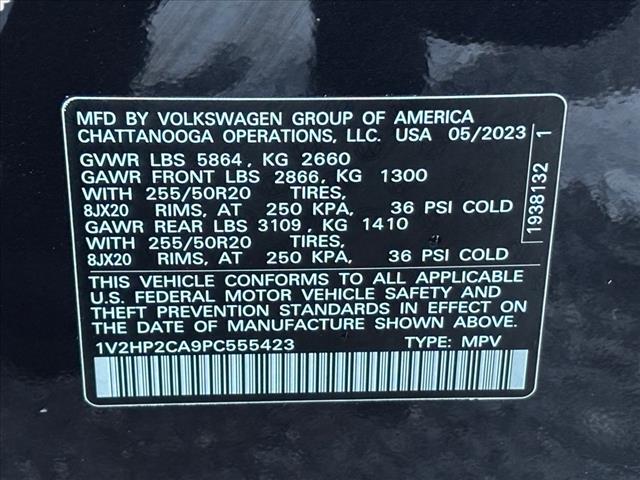 MFD BY VOLKSWAGEN GROUP OF AMERICA
CHATTANOOGA OPERATIONS, LLC. USA 05/2023
GVWR LBS 5864, KG 2660
GAWR FRONT LBS 2866, KG 1300
WITH 255/50R20 TIRES,
8JX20 RIMS, AT 250 KPA, 36 PSI COLD
GAWR REAR LBS 3109, KG 1410
WITH 255/50R20 TIRES,
8JX20 RIMS, AT 250 KPA, 36 PSI COLD
1938132 1
THIS VEHICLE CONFORMS TO ALL APPLICABLE
U.S. FEDERAL MOTOR VEHICLE SAFETY AND
THEFT PREVENTION STANDARDS IN EFFECT ON
THE DATE OF MANUFACTURE SHOWN ABOVE.
1V2HP2CA9PC555423 TYPE: MPV